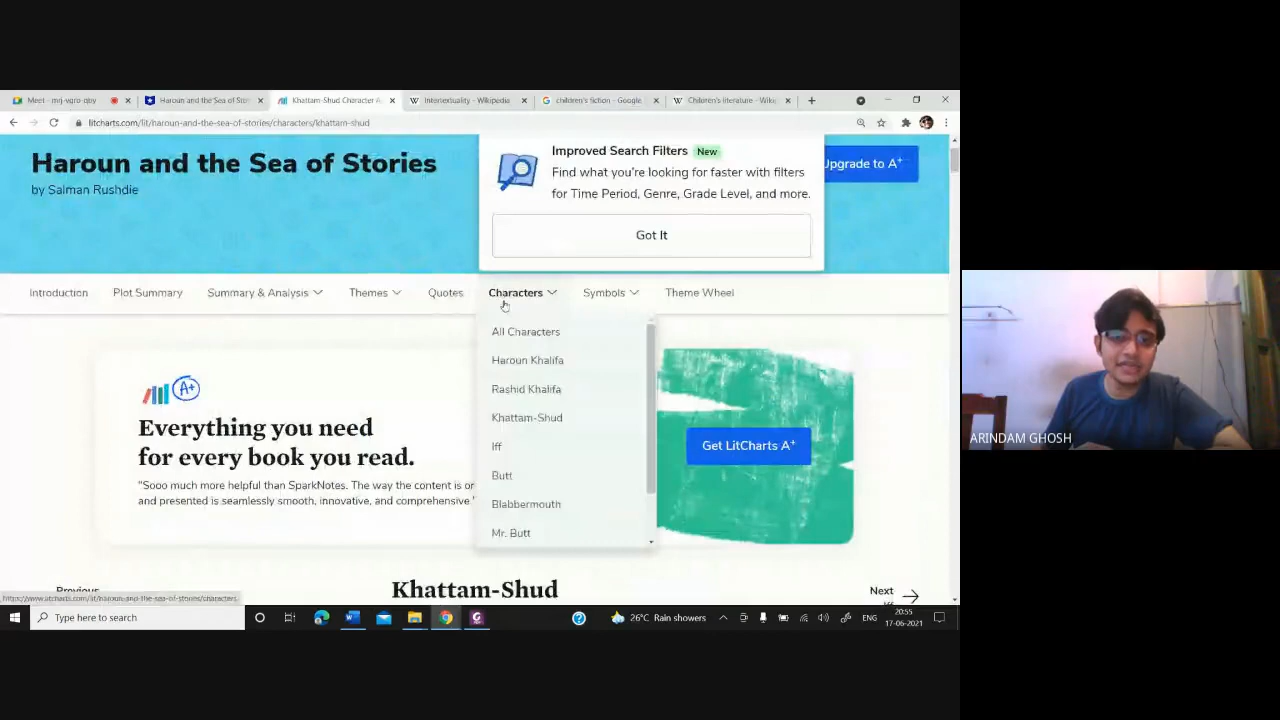 Meet - mrj-vgro-qby
Haroun and the Sea of Stor
Khattam-Shud Character A
Intertextuality - Wikipedia
children's fiction - Google
Children's literature - Wiki
litcharts.com/lit/haroun-and-the-sea-of-stories/characters/khattam-shud
Haroun and the Sea of Stories
by Salman Rushdie
Improved Search Filters New
Find what you're looking for faster with filters
for Time Period, Genre, Grade Level, and more.
Got It
Upgrade to A+
Introduction Plot Summary Summary & Analysis Themes Quotes Characters Symbols Theme Wheel
All Characters
Haroun Khalifa
Rashid Khalifa
Khattam-Shud
Iff
Butt
Blabbermouth
Mr. Butt
A+
Everything you need
for every book you read.
"Sooo much more helpful than SparkNotes. The way the content is or
and presented is seamlessly smooth, innovative, and comprehensive."
Get LitCharts A+
Previous
Khattam-Shud
Next
Iff
https://www.litcharts.com/lit/haroun-and-the-sea-of-stories/characters
Type here to search
26°C Rain showers
ENG
20:55
17-06-2021
ARINDAM GHOSH